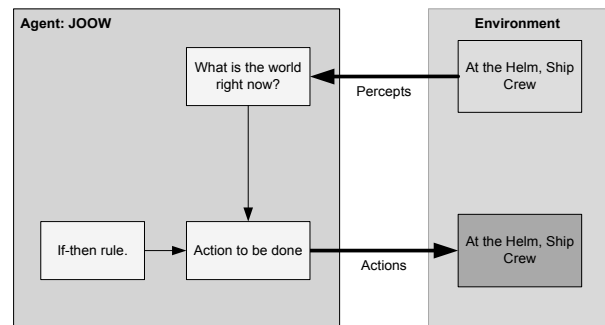 Agent: JOOW
Environment
What is the world
right now?
Percepts
At the Helm, Ship
Crew
If-then rule.
Action to be done
Actions
At the Helm, Ship
Crew